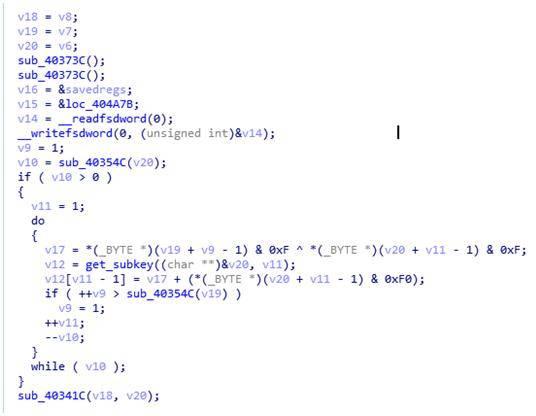 v18 = v8;
v19 = v7;
v20 = v6;
sub_40373C();
sub_40373C();
v16 = &savedregs;
v15 = &loc_404A7B;
v14 = __readfsdword(0);
__writefsdword(0, (unsigned int)&v14);
v9 = 1;
v10 = sub_40354C(v20);
if ( v10 > 0 )
{
v11 = 1;
do
{
v17 = *(_BYTE *)(v19 + v9 - 1) & 0xF ^ *(_BYTE *)(v20 + v11 - 1) & 0xF;
v12 = get_subkey((char **)&v20, v11);
v12[v11 - 1] = v17 + (*(_BYTE *)(v20 + v11 - 1) & 0xF0);
if ( ++v9 > sub_40354C(v19) )
v9 = 1;
++v11;
--v10;
}
while ( v10 );
}
sub_40341C(v18, v20);